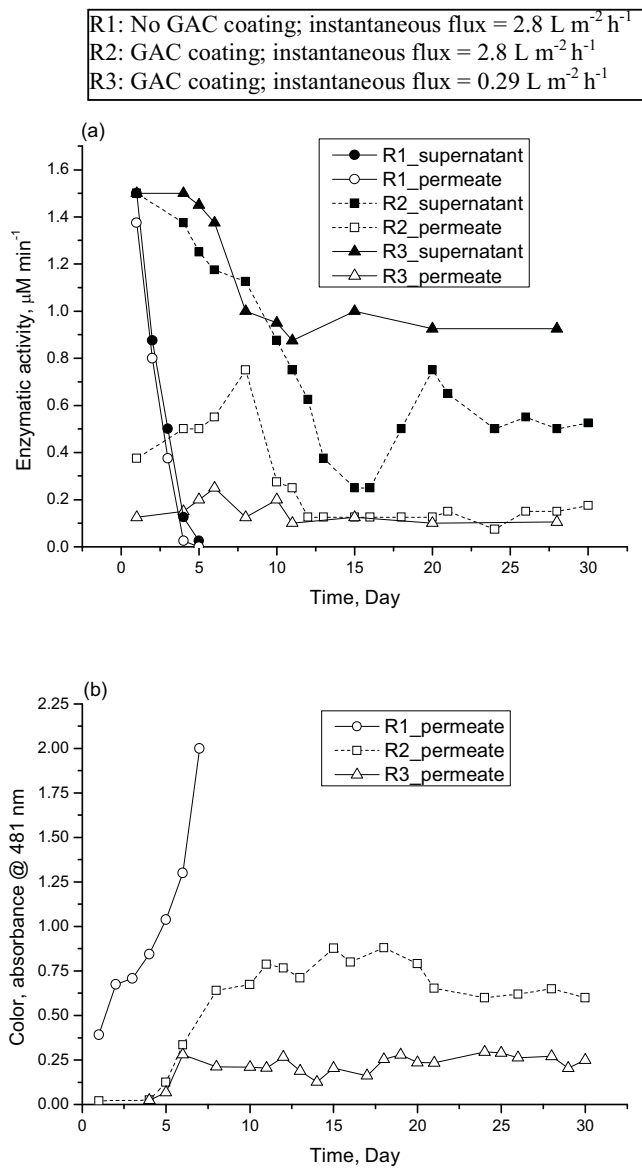 R1: No GAC coating; instantaneous flux = 2.8 L m⁻² h⁻¹
R2: GAC coating; instantaneous flux = 2.8 L m⁻² h⁻¹
R3: GAC coating; instantaneous flux = 0.29 L m⁻² h⁻¹
(a)
R1_supernatant
R1_permeate
R2_supernatant
R2_permeate
R3_supernatant
R3_permeate
Enzymatic activity, µM min⁻¹
1.6
1.4
1.2
1.0
0.8
0.6
0.4
0.2
0.0
0 5 10 15 20 25 30
Time, Day
(b)
R1_permeate
R2_permeate
R3_permeate
Color, absorbance @ 481 nm
2.25
2.00
1.75
1.50
1.25
1.00
0.75
0.50
0.25
0.00
0 5 10 15 20 25 30
Time, Day